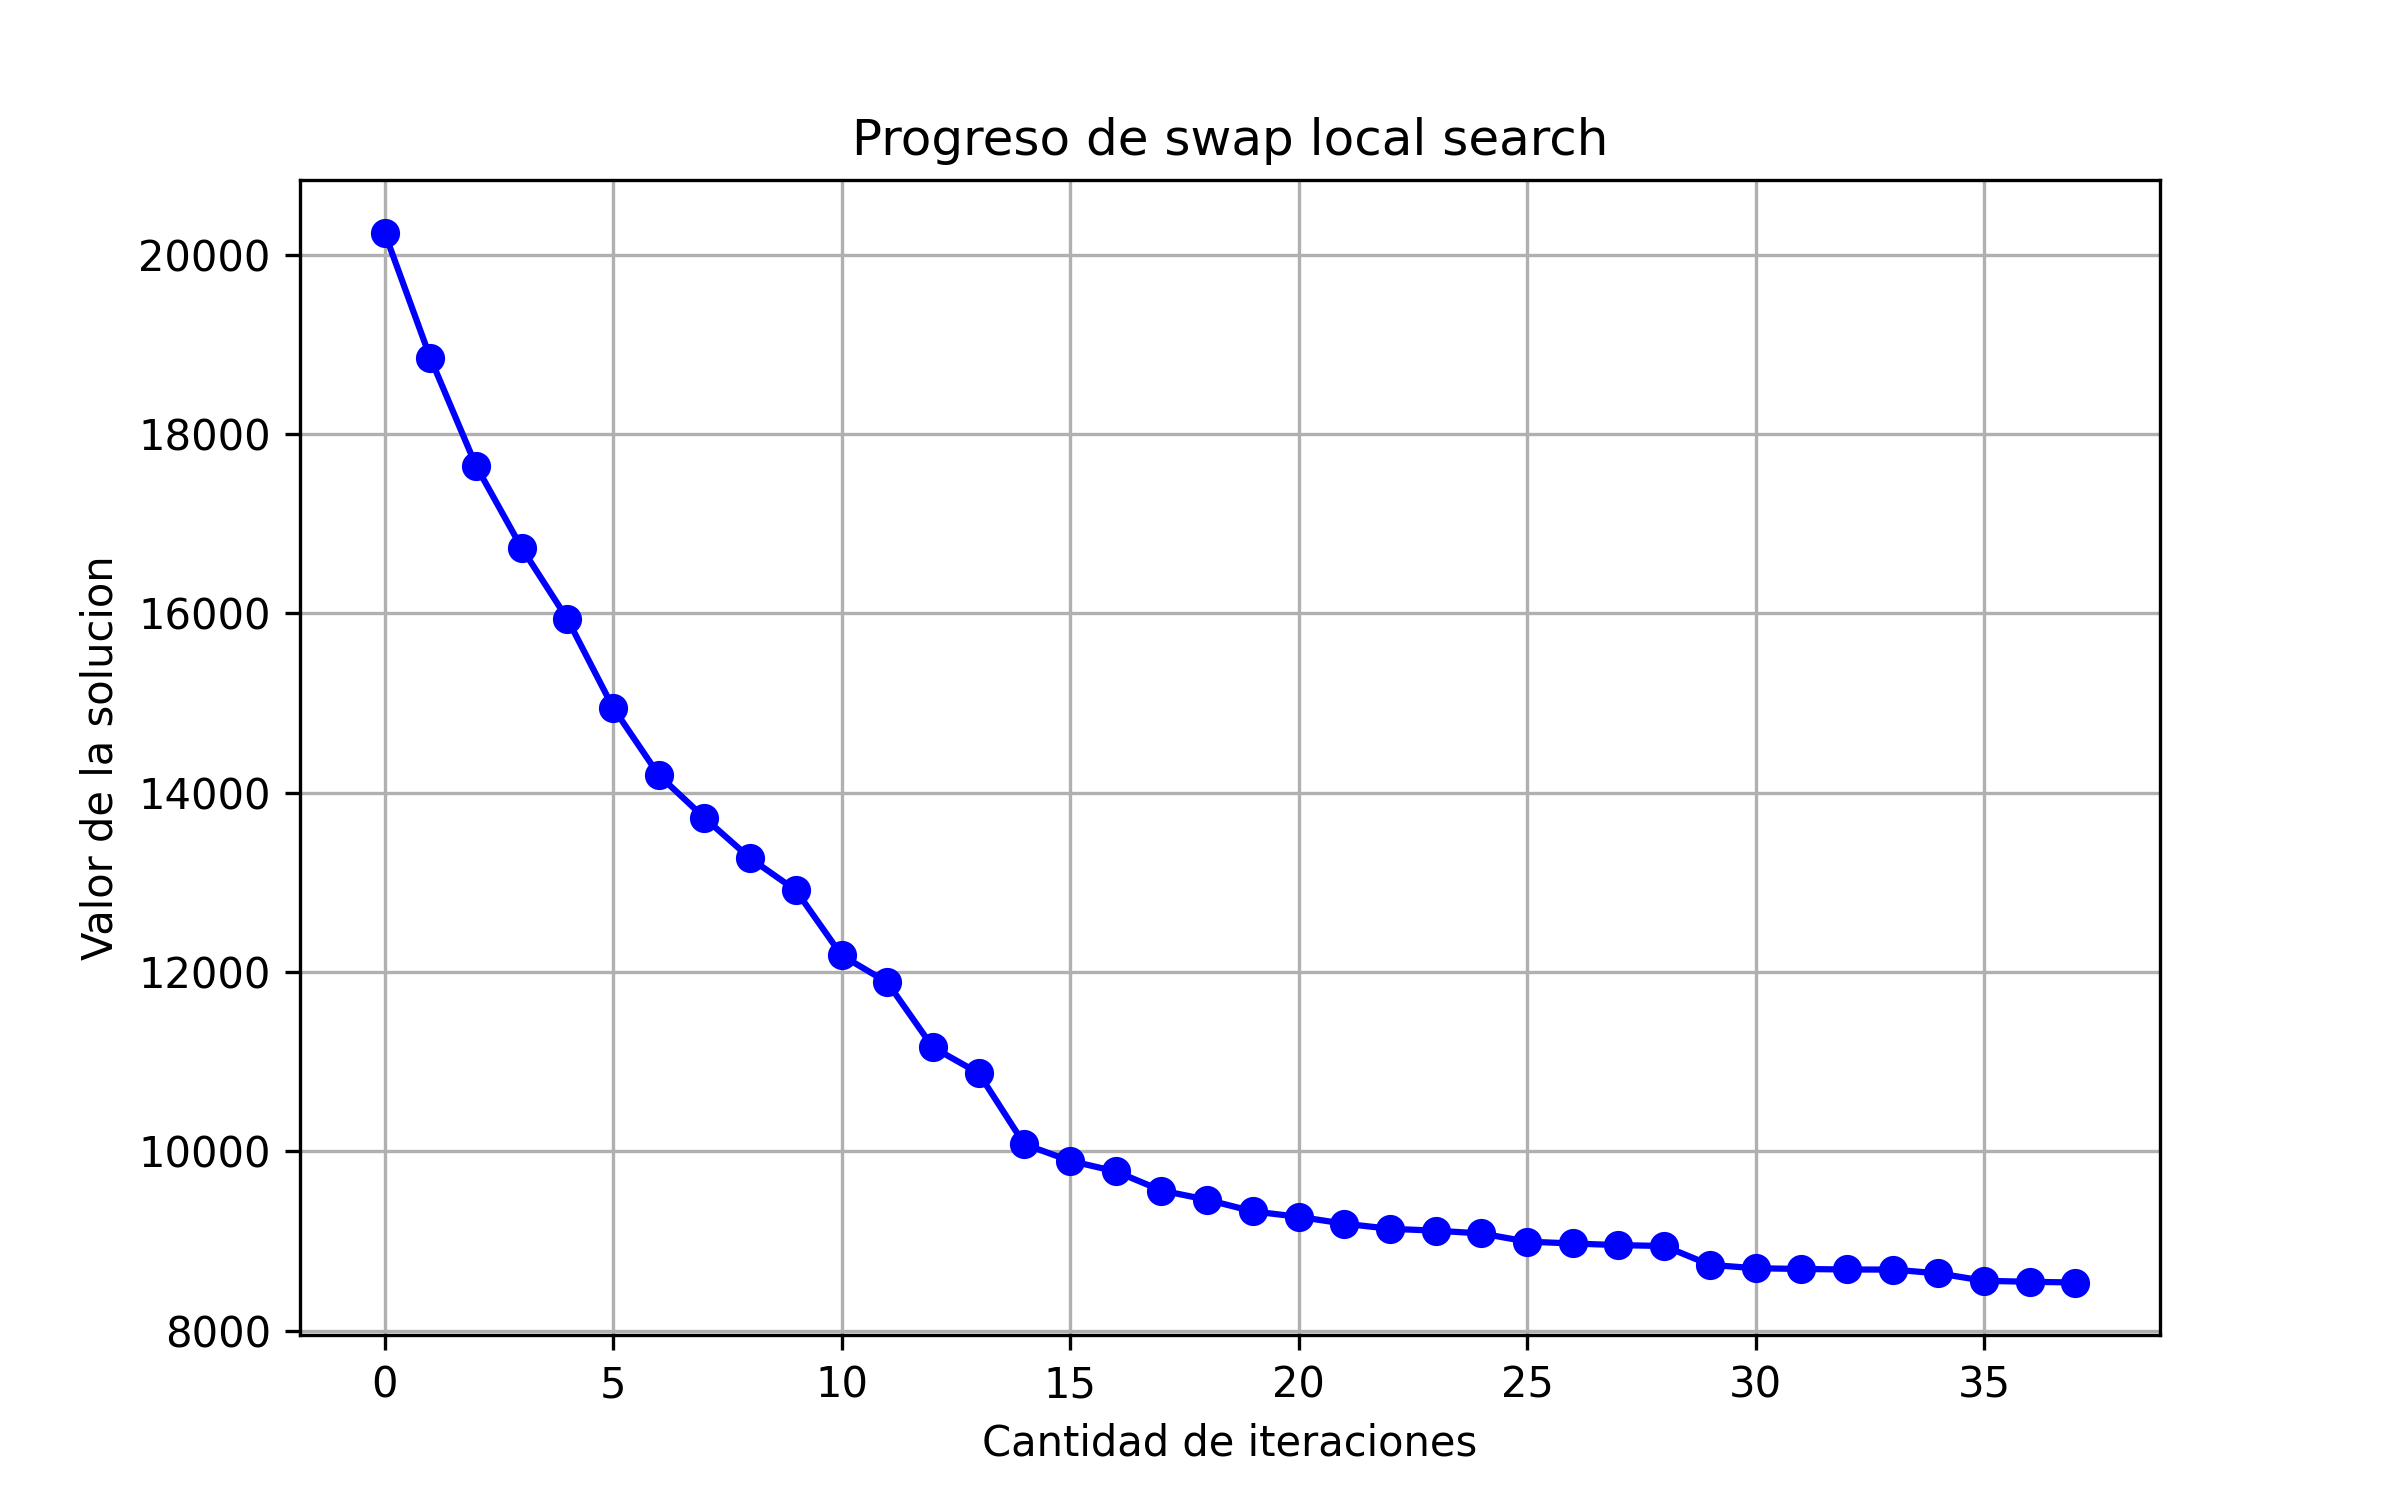 Progreso de swap local search
Valor de la solucion
20000
18000
16000
14000
12000
10000
8000
0 5 10 15 20 25 30 35
Cantidad de iteraciones